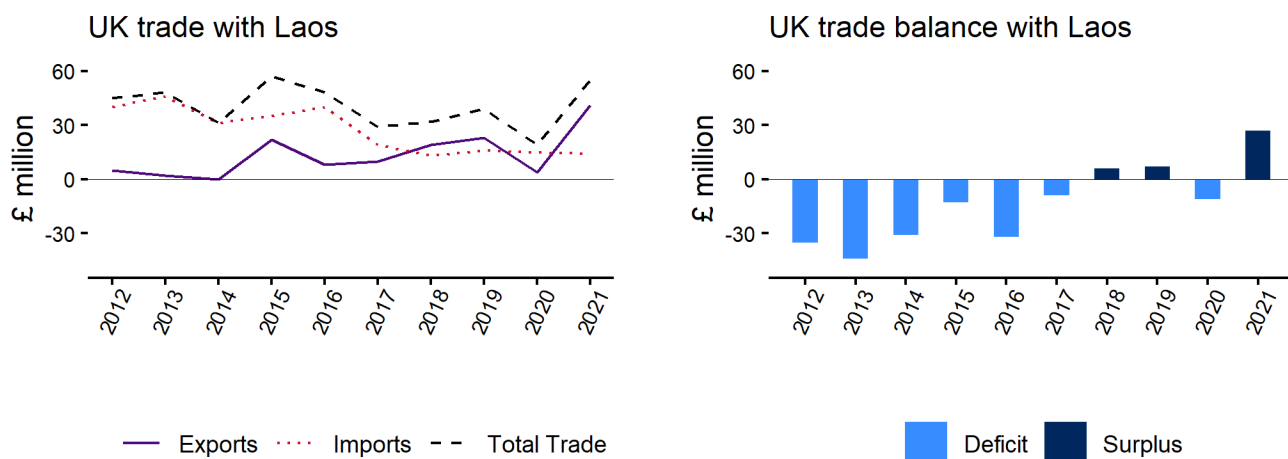 UK trade with Laos
£ million
60
30
0
-30
2012 2013 2014 2015 2016 2017 2018 2019 2020 2021
Exports Imports Total Trade
UK trade balance with Laos
£ million
60
30
0
-30
2012 2013 2014 2015 2016 2017 2018 2019 2020 2021
Deficit Surplus